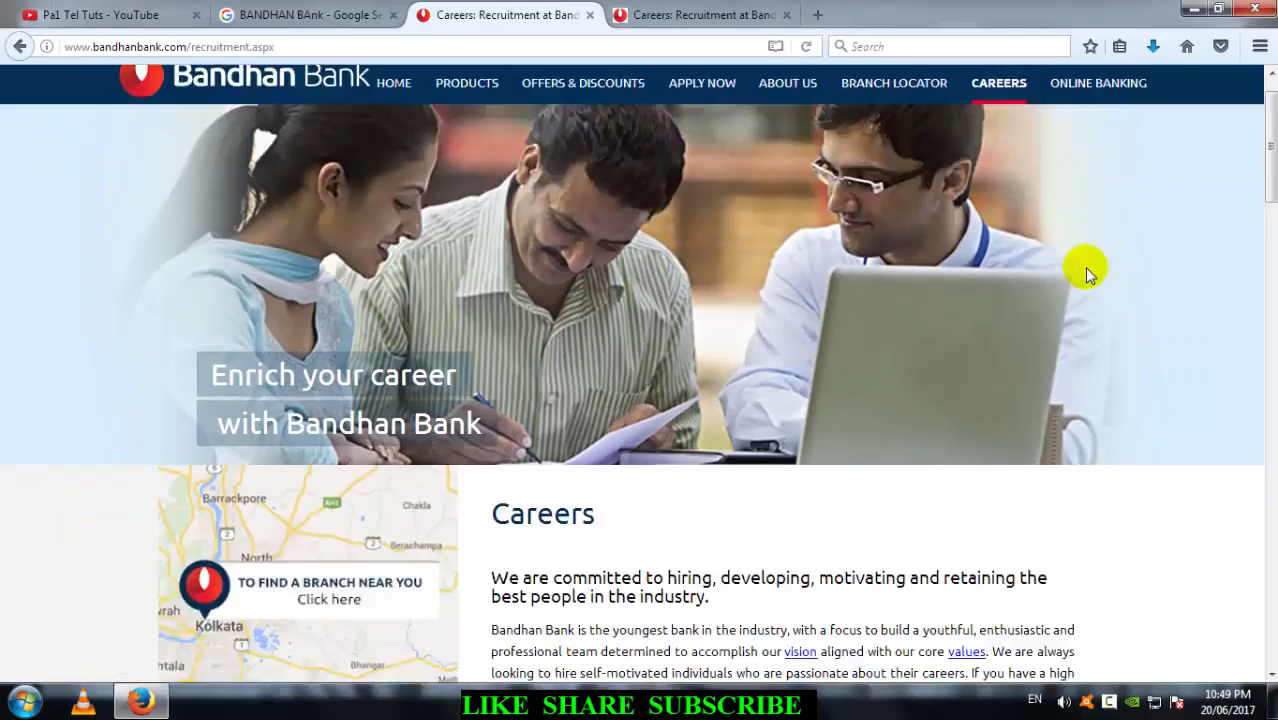 Pa1 Tel Tuts - YouTube
BANDHAN BAnk - Google Se
Careers: Recruitment at Band
Careers: Recruitment at Band
www.bandhanbank.com/recruitment.aspx
Search
Bandhan Bank
HOME
PRODUCTS
OFFERS & DISCOUNTS
APPLY NOW
ABOUT US
BRANCH LOCATOR
CAREERS
ONLINE BANKING
Enrich your career
with Bandhan Bank
Barrackpore
Chakla
North
Berachampa
TO FIND A BRANCH NEAR YOU
Click here
wrah
Kolkata
htala
Bhangar
Careers
We are committed to hiring, developing, motivating and retaining the
best people in the industry.
Bandhan Bank is the youngest bank in the industry, with a focus to build a youthful, enthusiastic and
professional team determined to accomplish our vision aligned with our core values. We are always
looking to hire self-motivated individuals who are passionate about their careers. If you have a high
LIKE SHARE SUBSCRIBE
EN
10:49 PM
20/06/2017